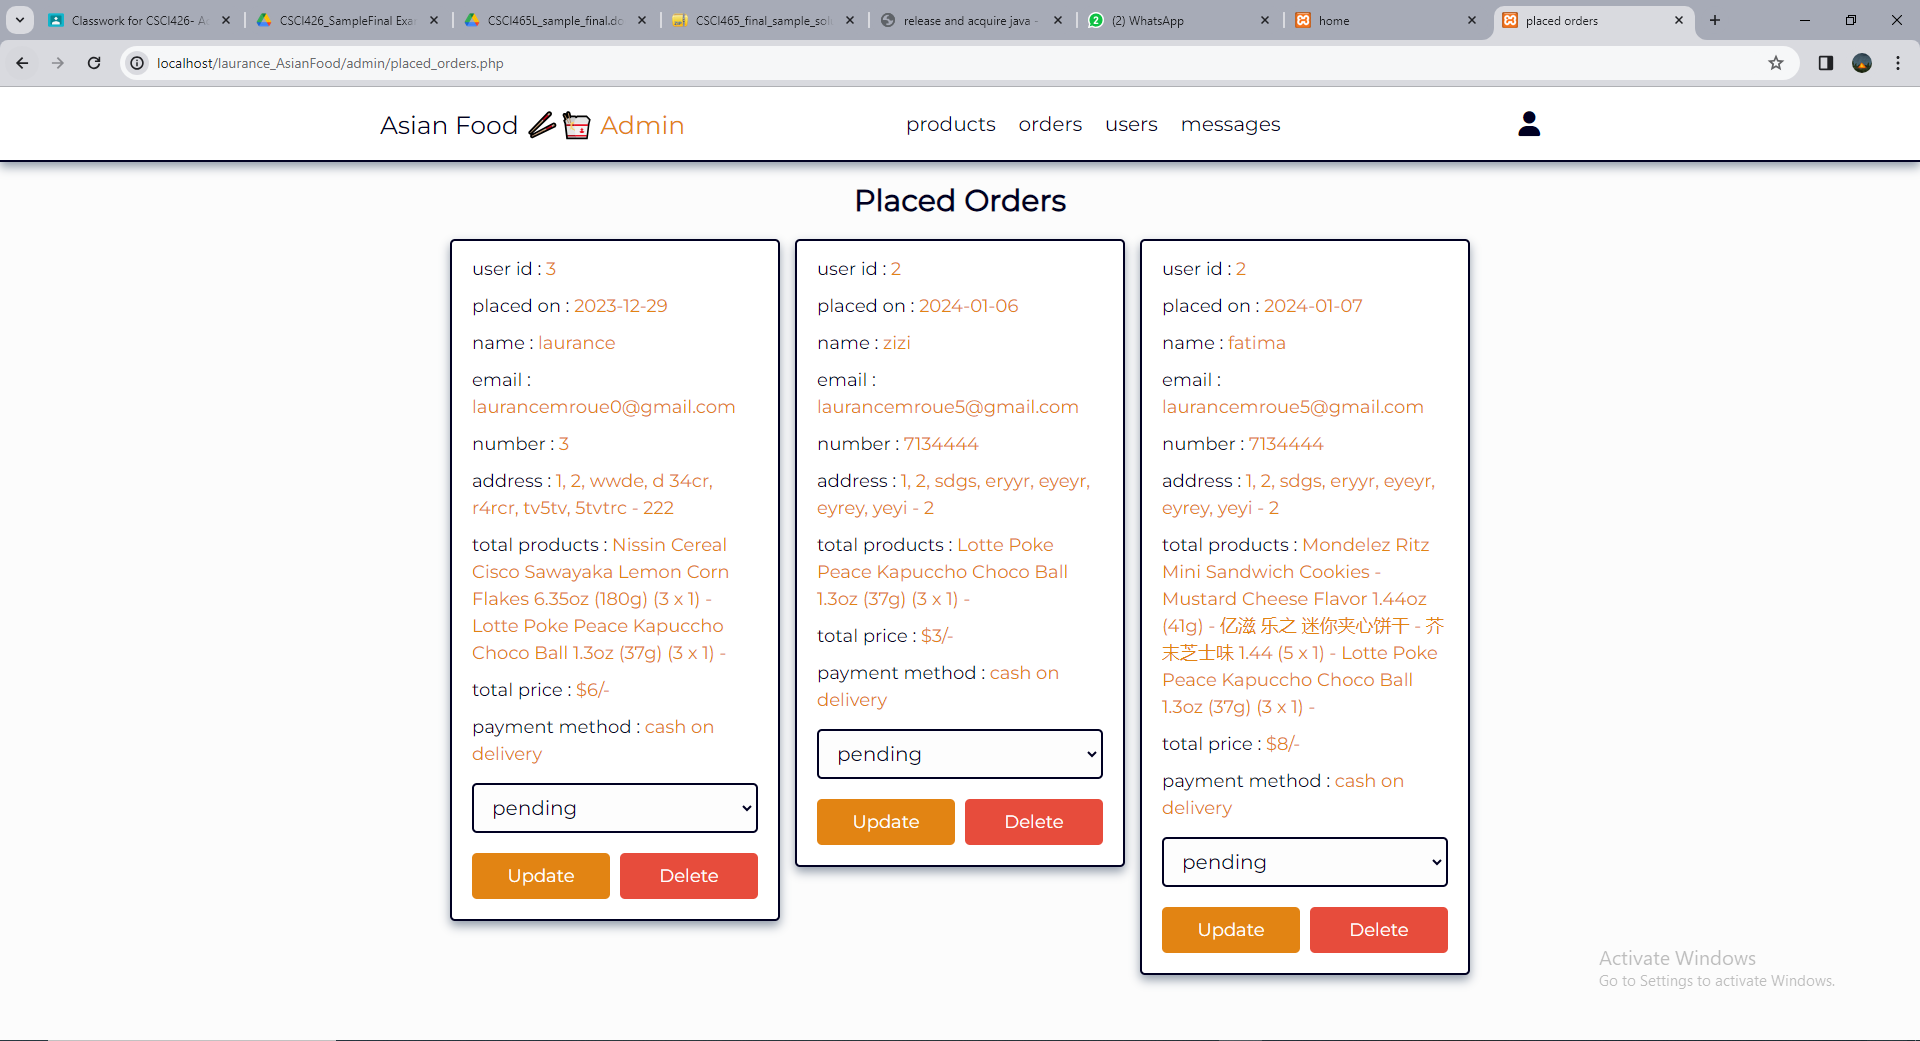 Classwork for CSCI426- A
CSCI426_SampleFinal Exa
CSCI465L_sample_final.do
CSCI465_final_sample_sol
release and acquire java -
(2) WhatsApp
home
placed orders
localhost/laurance_AsianFood/admin/placed_orders.php
Asian Food Admin
products orders users messages
Placed Orders
user id : 3
placed on : 2023-12-29
name : laurance
email :
laurancemroue0@gmail.com
number : 3
address : 1, 2, wwde, d 34cr,
r4rcr, tv5tv, 5tvtrc - 222
total products : Nissin Cereal
Cisco Sawayaka Lemon Corn
Flakes 6.35oz (180g) (3 x 1) -
Lotte Poke Peace Kapuccho
Choco Ball 1.3oz (37g) (3 x 1) -
total price : $6/-
payment method : cash on
delivery
pending
Update
Delete
user id : 2
placed on : 2024-01-06
name : zizi
email :
laurancemroue5@gmail.com
number : 7134444
address : 1, 2, sdgs, eryyr, eyeyr,
eyrey, yeyi - 2
total products : Lotte Poke
Peace Kapuccho Choco Ball
1.3oz (37g) (3 x 1) -
total price : $3/-
payment method : cash on
delivery
pending
Update
Delete
user id : 2
placed on : 2024-01-07
name : fatima
email :
laurancemroue5@gmail.com
number : 7134444
address : 1, 2, sdgs, eryyr, eyeyr,
eyrey, yeyi - 2
total products : Mondelez Ritz
Mini Sandwich Cookies -
Mustard Cheese Flavor 1.44oz
(41g) - 亿滋 乐之 迷你夹心饼干 - 芥
末芝士味 1.44 (5 x 1) - Lotte Poke
Peace Kapuccho Choco Ball
1.3oz (37g) (3 x 1) -
total price : $8/-
payment method : cash on
delivery
pending
Update
Delete
Activate Windows
Go to Settings to activate Windows.